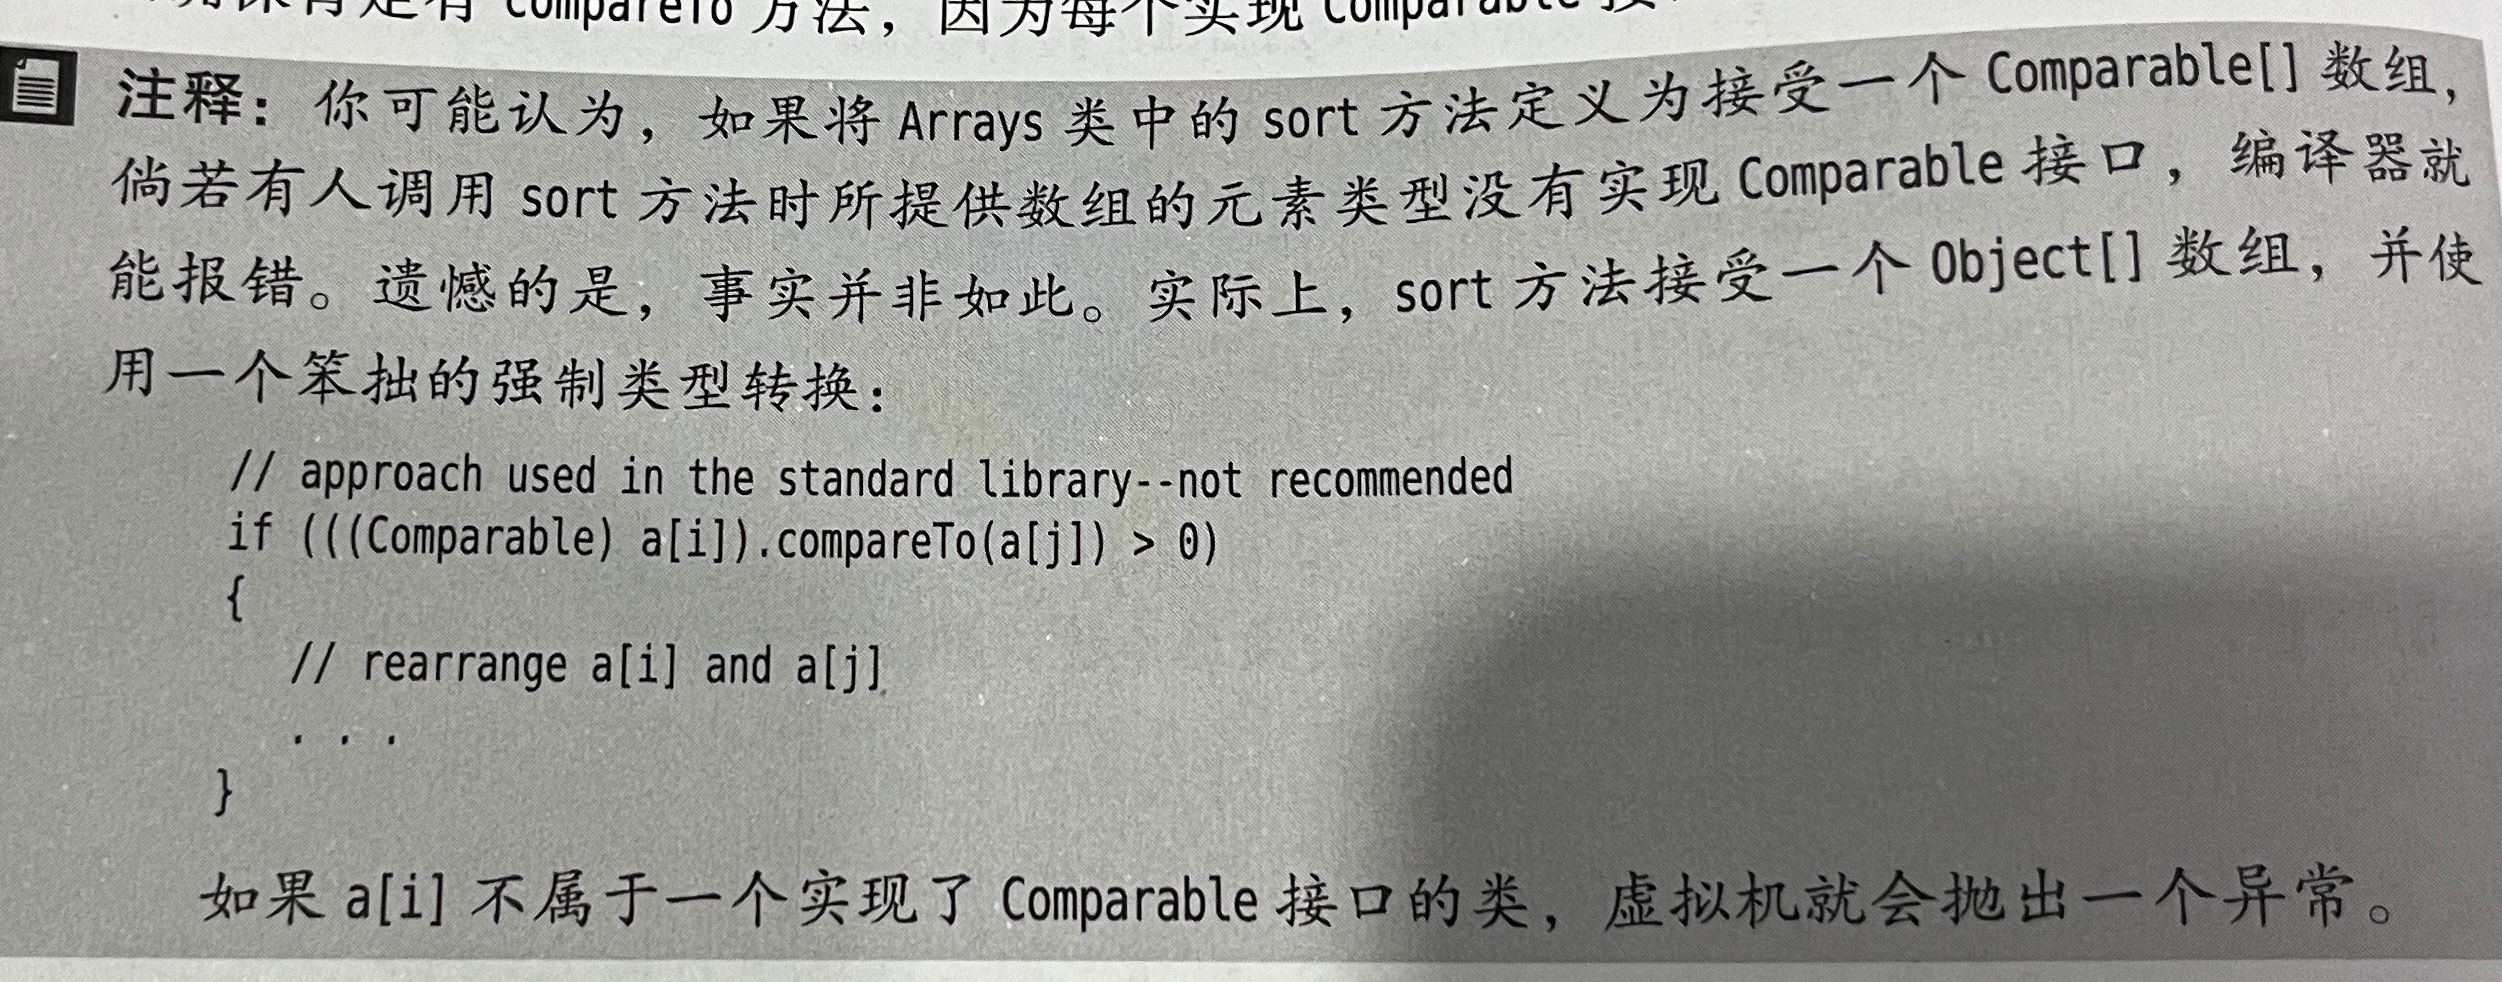 compareTo 方法，因为每个实现 Comparable 接
注释：你可能认为，如果将 Arrays 类中的 sort 方法定义为接受一个 Comparable[] 数组，
倘若有人调用 sort 方法时所提供数组的元素类型没有实现 Comparable 接口，编译器就
能报错。遗憾的是，事实并非如此。实际上，sort 方法接受一个 Object[] 数组，并使
用一个笨拙的强制类型转换：
// approach used in the standard library--not recommended
if (((Comparable) a[i]).compareTo(a[j]) > 0)
{
// rearrange a[i] and a[j]
. . .
}
如果 a[i] 不属于一个实现了 Comparable 接口的类，虚拟机就会抛出一个异常。